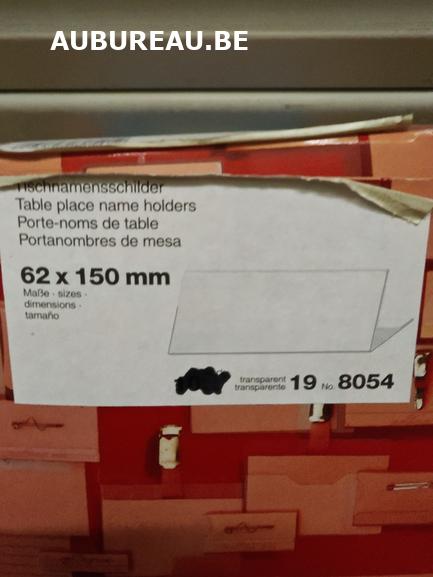 AUBUREAU.BE
Tischnamensschilder
Table place name holders
Porte-noms de table
Portanombres de mesa
62 x 150 mm
Maße · sizes ·
dimensions ·
tamaño
transparent
transparente 19 No. 8054